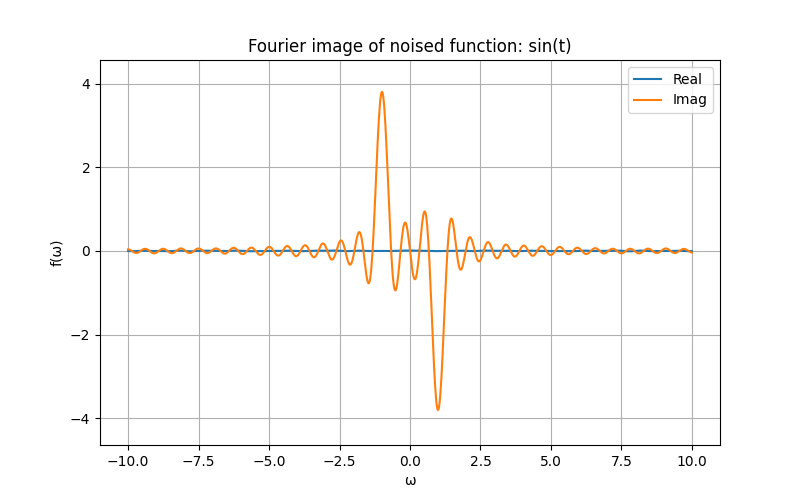 Fourier image of noised function: sin(t)
Real
Imag
4
2
0
−2
−4
f(ω)
−10.0 −7.5 −5.0 −2.5 0.0 2.5 5.0 7.5 10.0
ω